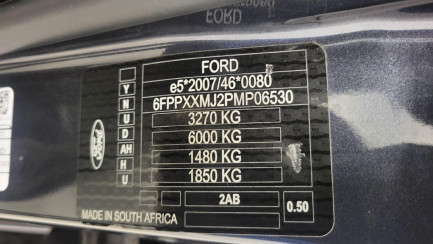 FORD
FORD
Y e5*2007/46*0080
N 6FPPXXMJ2PMP06530
U 3270 KG
D 6000 KG
AH 1480 KG
H 1850 KG
U
2AB 0.50
MADE IN SOUTH AFRICA